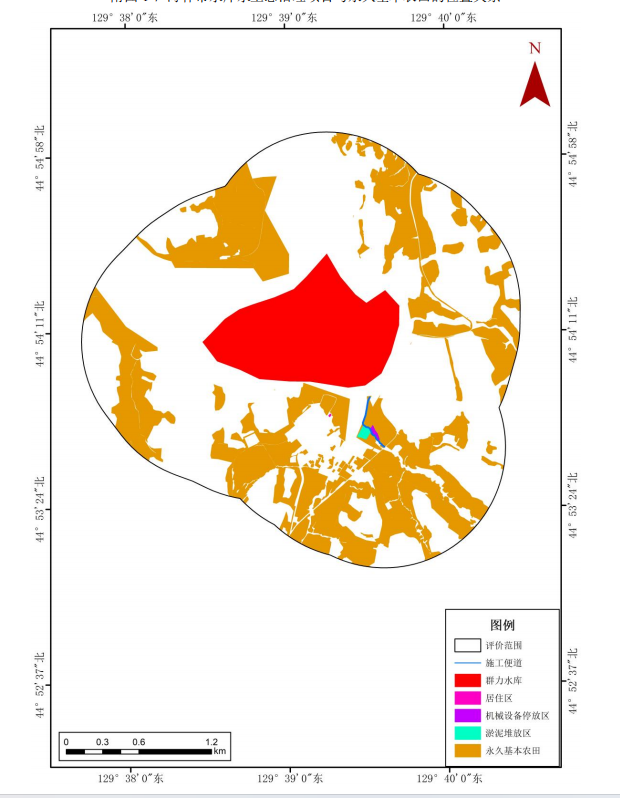 129° 38′0″东
129° 39′0″东
129° 40′0″东
N
44° 54′58″北
44° 54′58″北
44° 54′11″北
44° 54′11″北
44° 53′24″北
44° 53′24″北
44° 52′37″北
44° 52′37″北
图例
评价范围
施工便道
群力水库
居住区
机械设备停放区
淤泥堆放区
永久基本农田
0 0.3 0.6 1.2
km
129° 38′0″东
129° 39′0″东
129° 40′0″东